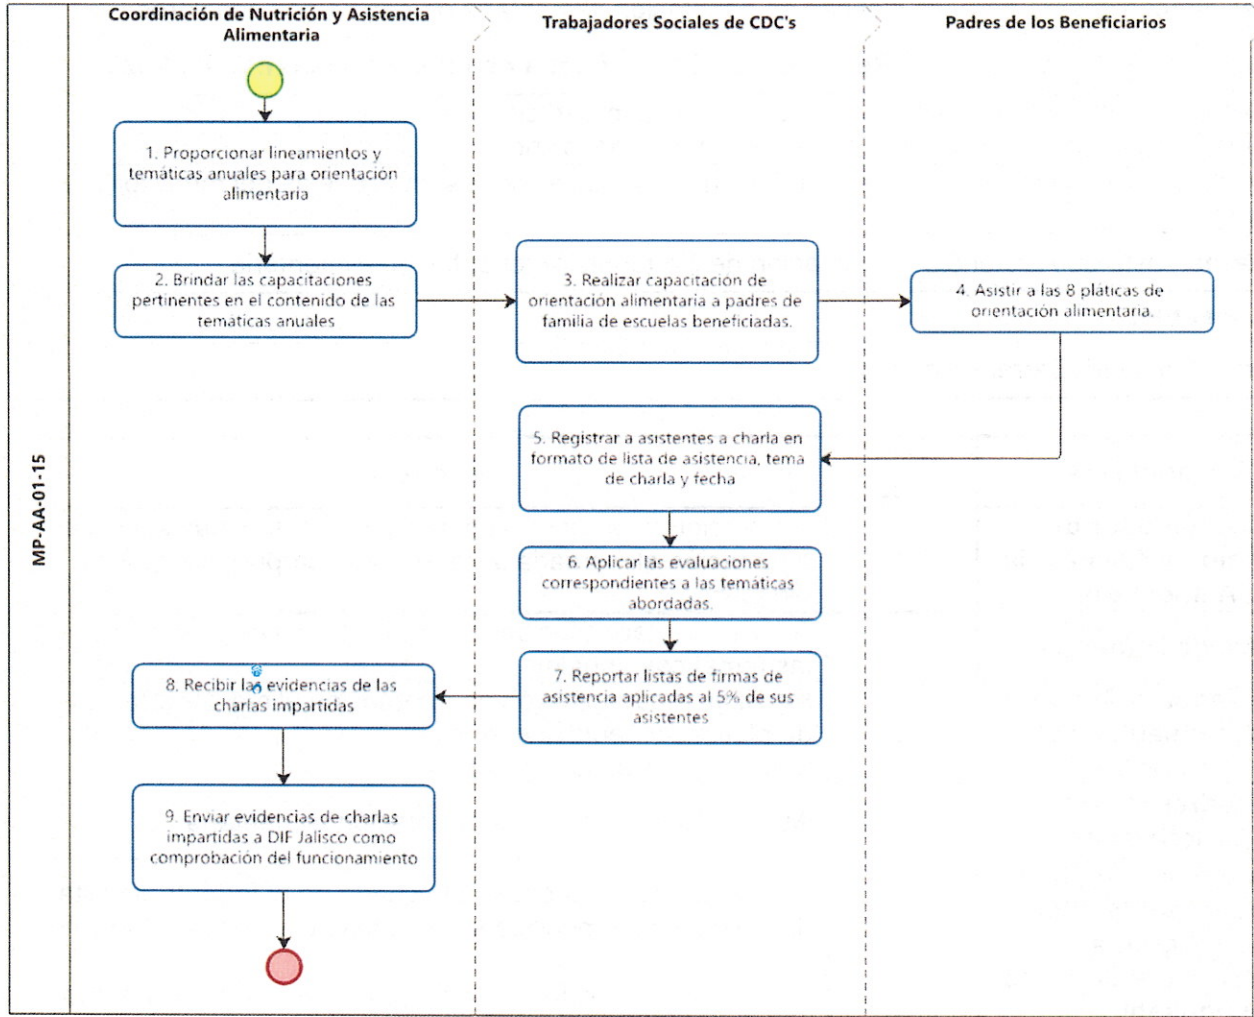 Coordinación de Nutrición y Asistencia
Alimentaria
Trabajadores Sociales de CDC's
Padres de los Beneficiarios
MP-AA-01-15
1. Proporcionar lineamientos y
temáticas anuales para orientación
alimentaria
2. Brindar las capacitaciones
pertinentes en el contenido de las
temáticas anuales
3. Realizar capacitación de
orientación alimentaria a padres de
familia de escuelas beneficiadas.
4. Asistir a las 8 pláticas de
orientación alimentaria.
5. Registrar a asistentes a charla en
formato de lista de asistencia, tema
de charla y fecha
6. Aplicar las evaluaciones
correspondientes a las temáticas
abordadas.
7. Reportar listas de firmas de
asistencia aplicadas al 5% de sus
asistentes
8. Recibir las evidencias de las
charlas impartidas
9. Enviar evidencias de charlas
impartidas a DIF Jalisco como
comprobación del funcionamiento